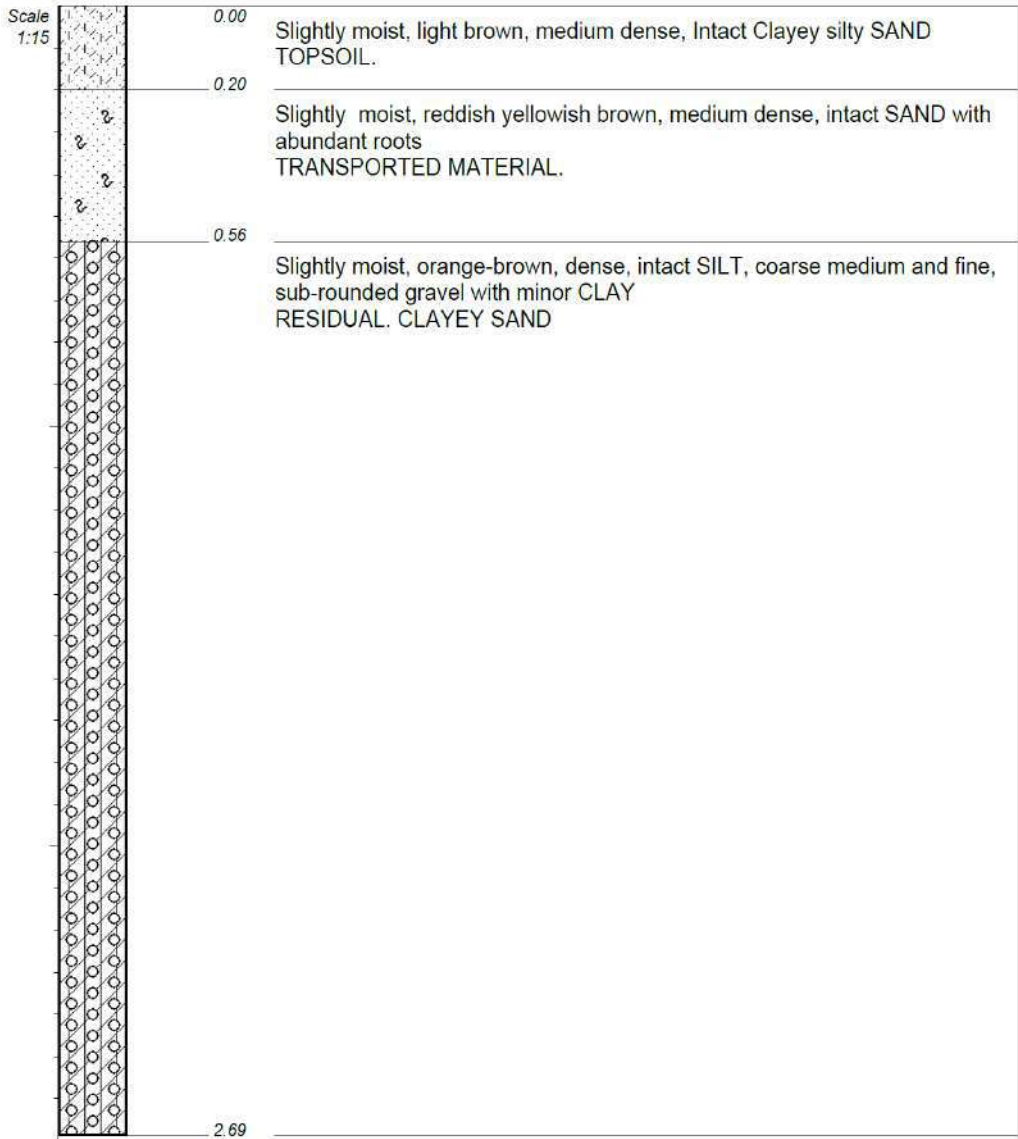 Scale
1:15
0.00
Slightly moist, light brown, medium dense, Intact Clayey silty SAND
TOPSOIL.
0.20
Slightly moist, reddish yellowish brown, medium dense, intact SAND with
abundant roots
TRANSPORTED MATERIAL.
0.56
Slightly moist, orange-brown, dense, intact SILT, coarse medium and fine,
sub-rounded gravel with minor CLAY
RESIDUAL. CLAYEY SAND
2.69